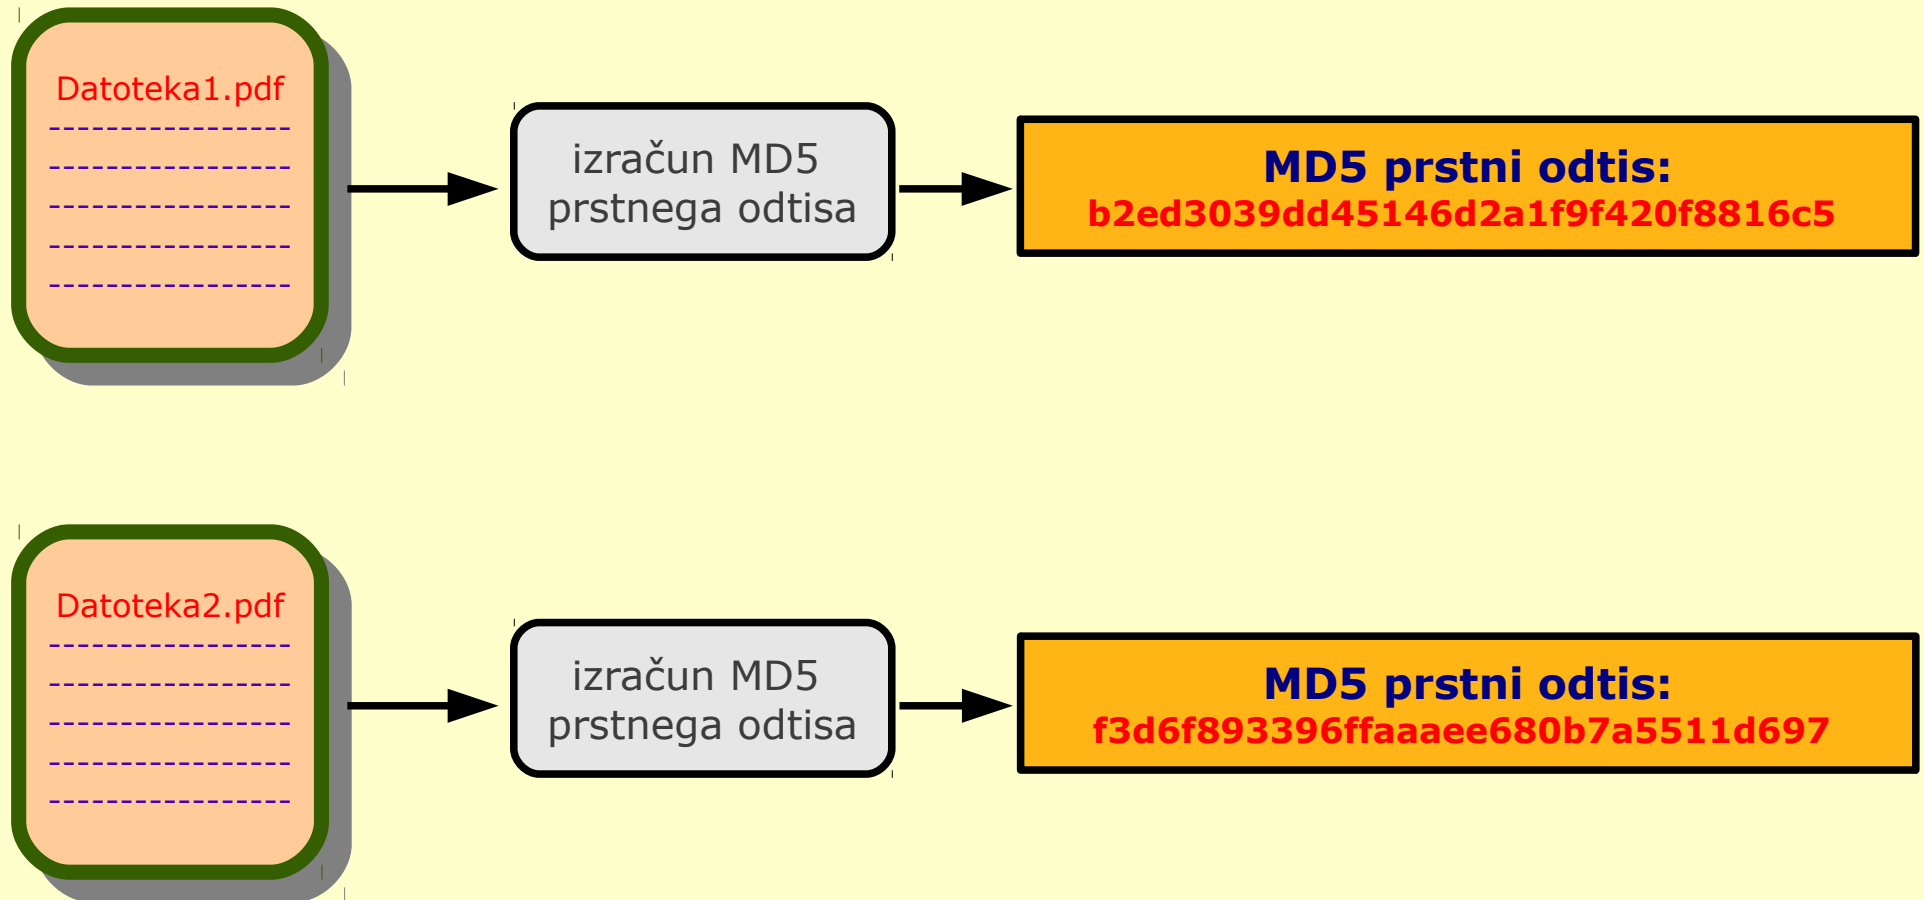 Datoteka1.pdf
-----------------
-----------------
-----------------
-----------------
-----------------
izračun MD5
prstnega odtisa
MD5 prstni odtis:
b2ed3039dd45146d2a1f9f420f8816c5
Datoteka2.pdf
-----------------
-----------------
-----------------
-----------------
-----------------
izračun MD5
prstnega odtisa
MD5 prstni odtis:
f3d6f893396ffaaaee680b7a5511d697